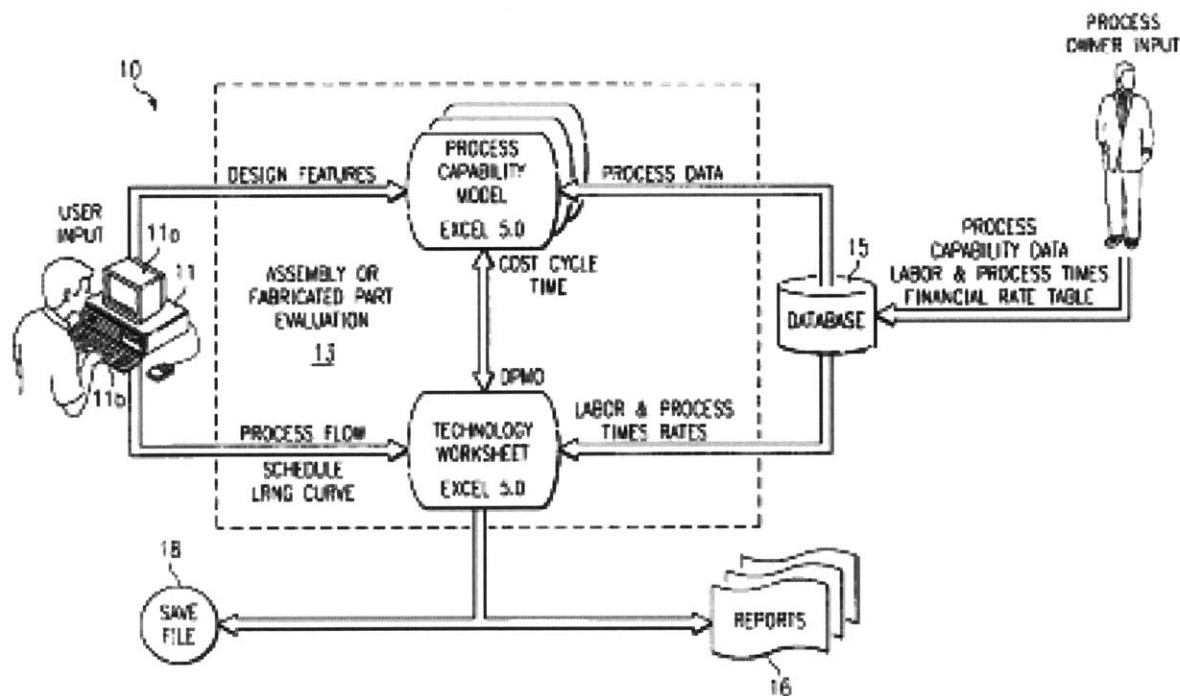 PROCESS
OWNER INPUT
10
PROCESS
CAPABILITY
MODEL
EXCEL 5.0
DESIGN FEATURES
PROCESS DATA
USER
INPUT
11a
11
11b
ASSEMBLY OR
FABRICATED PART
EVALUATION
13
COST CYCLE
TIME
DPMO
15
DATABASE
PROCESS
CAPABILITY DATA
LABOR & PROCESS TIMES
FINANCIAL RATE TABLE
PROCESS FLOW
SCHEDULE
LRNG CURVE
TECHNOLOGY
WORKSHEET
EXCEL 5.0
LABOR & PROCESS
TIMES RATES
18
SAVE
FILE
REPORTS
16